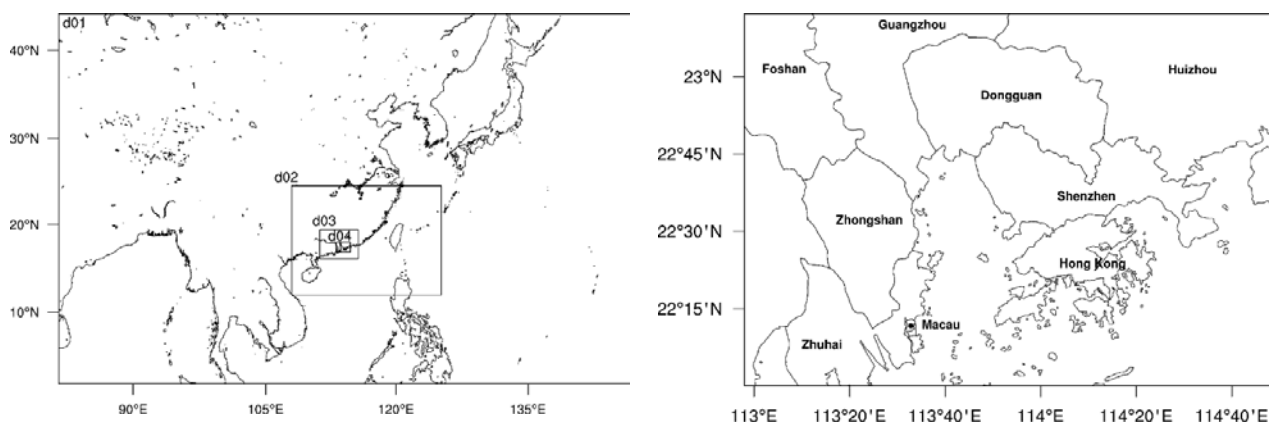 d01
40°N
30°N
d02
20°N
d03
d04
10°N
90°E
105°E
120°E
135°E
Guangzhou
Foshan
Huizhou
23°N
Dongguan
22°45'N
Shenzhen
Zhongshan
22°30'N
Hong Kong
22°15'N
Macau
Zhuhai
113°E
113°20'E
113°40'E
114°E
114°20'E
114°40'E